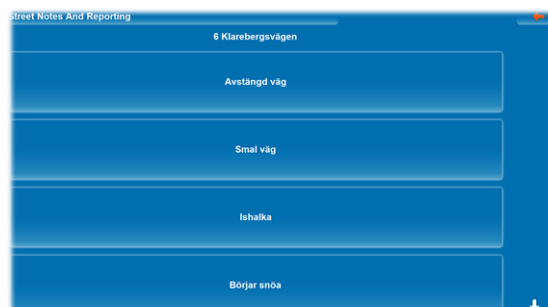 Street Notes And Reporting
6 Klarebergsvägen
Avstängd väg
Smal väg
Ishalka
Börjar snöa